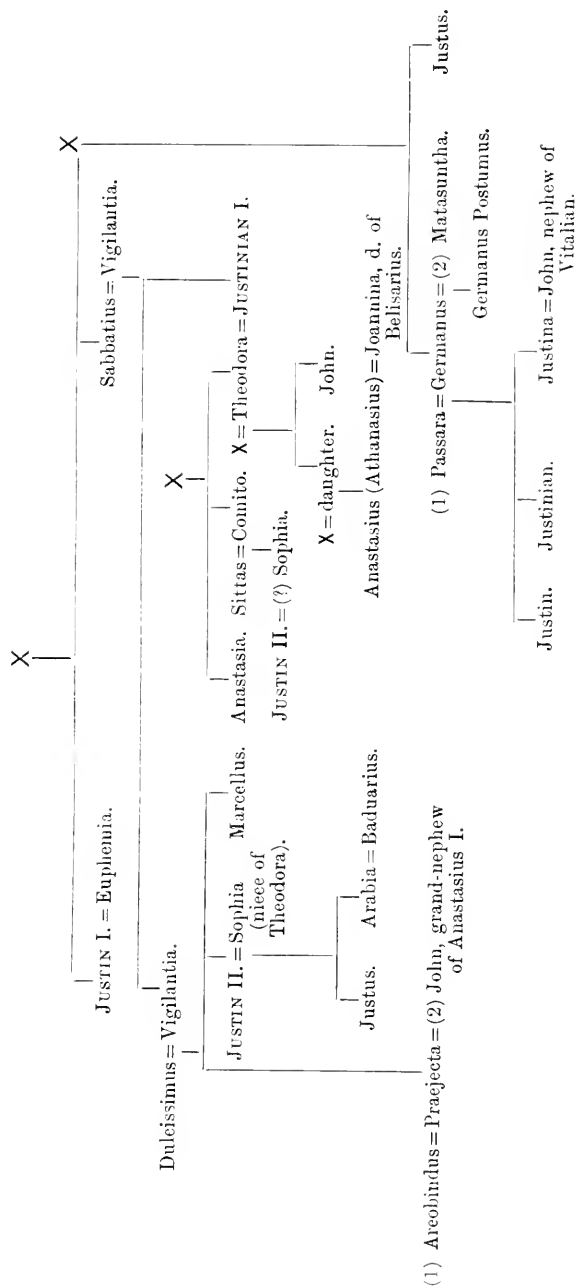 X
X
JUSTIN I. = Euphemia. Sabbatius = Vigilantia.
Dulcissimus = Vigilantia. X
JUSTIN II. = Sophia Marcellus. Anastasia. Sittas = Comito. X = Theodora = JUSTINIAN I.
(niece of
Theodora).
JUSTIN II. = (?) Sophia.
X = daughter. John.
Justus. Arabia = Baduarius.
Anastasius (Athanasius) = Joannina, d. of
Belisarius.
(1) Areobindus = Praejecta = (2) John, grand-nephew
of Anastasius I.
(1) Passara = Germanus = (2) Matasuntha. Justus.
Germanus Postumus.
Justin. Justinian. Justina = John, nephew of
Vitalian.